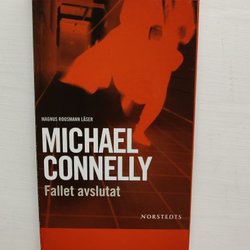 MAGNUS ROOSMANN LÄSER
MICHAEL
CONNELLY
Fallet avslutat
NORSTEDTS